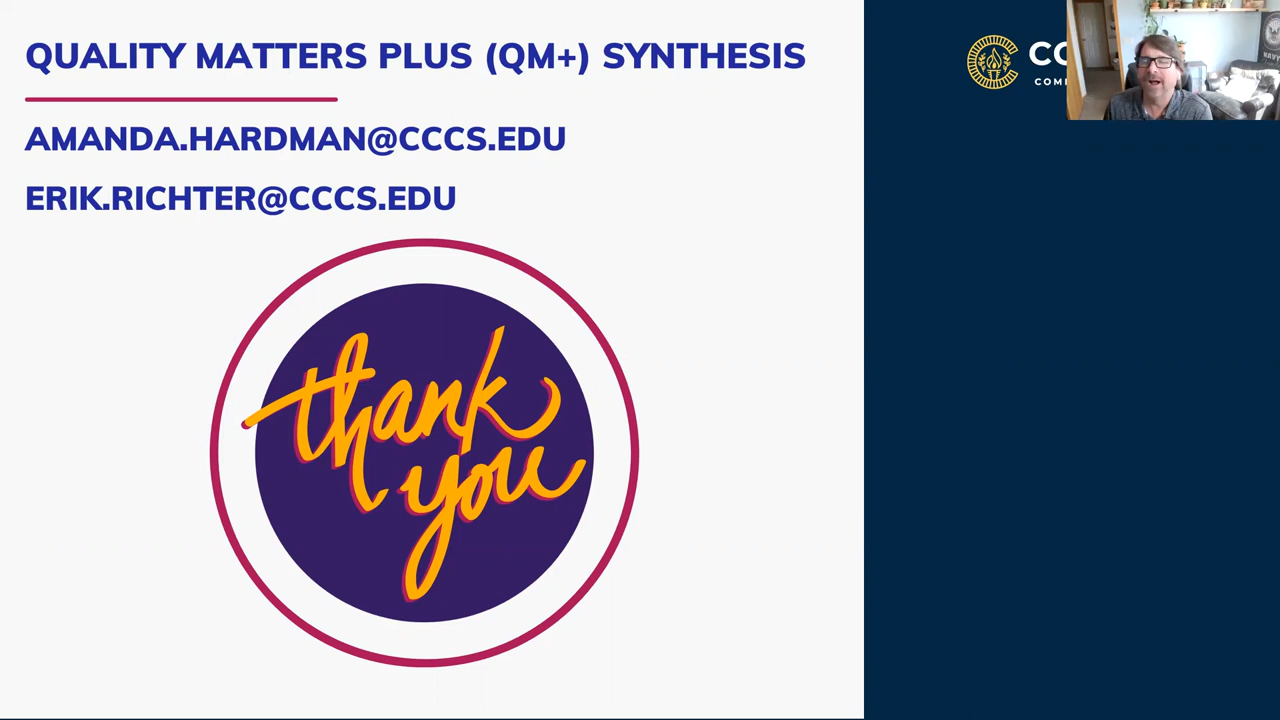 QUALITY MATTERS PLUS (QM+) SYNTHESIS
AMANDA.HARDMAN@CCCS.EDU
ERIK.RICHTER@CCCS.EDU
thank
you